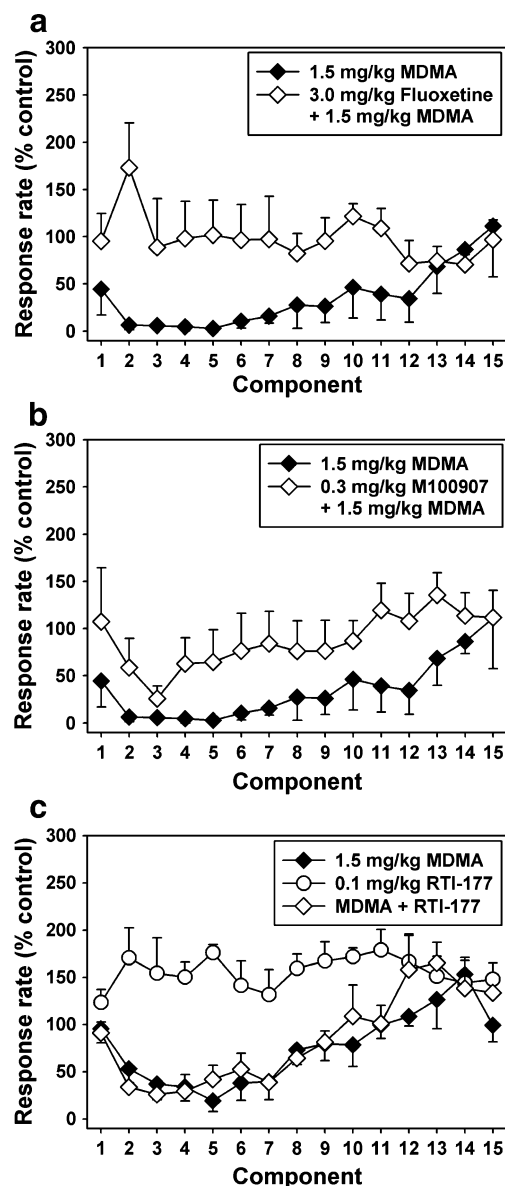 a
300
250
200
150
100
50
0
Response rate (% control)
1.5 mg/kg MDMA
3.0 mg/kg Fluoxetine
+ 1.5 mg/kg MDMA
1 2 3 4 5 6 7 8 9 10 11 12 13 14 15
Component
b
300
250
200
150
100
50
0
Response rate (% control)
1.5 mg/kg MDMA
0.3 mg/kg M100907
+ 1.5 mg/kg MDMA
1 2 3 4 5 6 7 8 9 10 11 12 13 14 15
Component
c
300
250
200
150
100
50
0
Response rate (% control)
1.5 mg/kg MDMA
0.1 mg/kg RTI-177
MDMA + RTI-177
1 2 3 4 5 6 7 8 9 10 11 12 13 14 15
Component